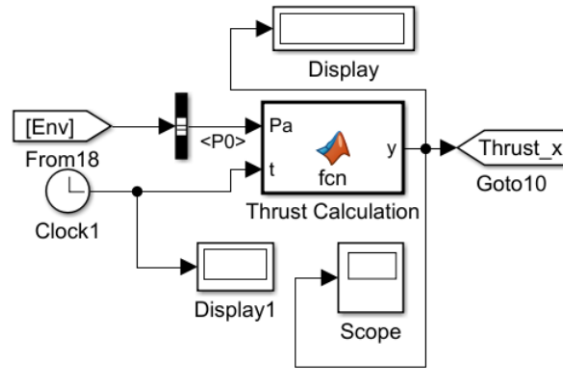 Display
[Env]
From18
<P0>
Pa
t
y
fcn
Thrust Calculation
Thrust_x
Goto10
Clock1
Display1
Scope